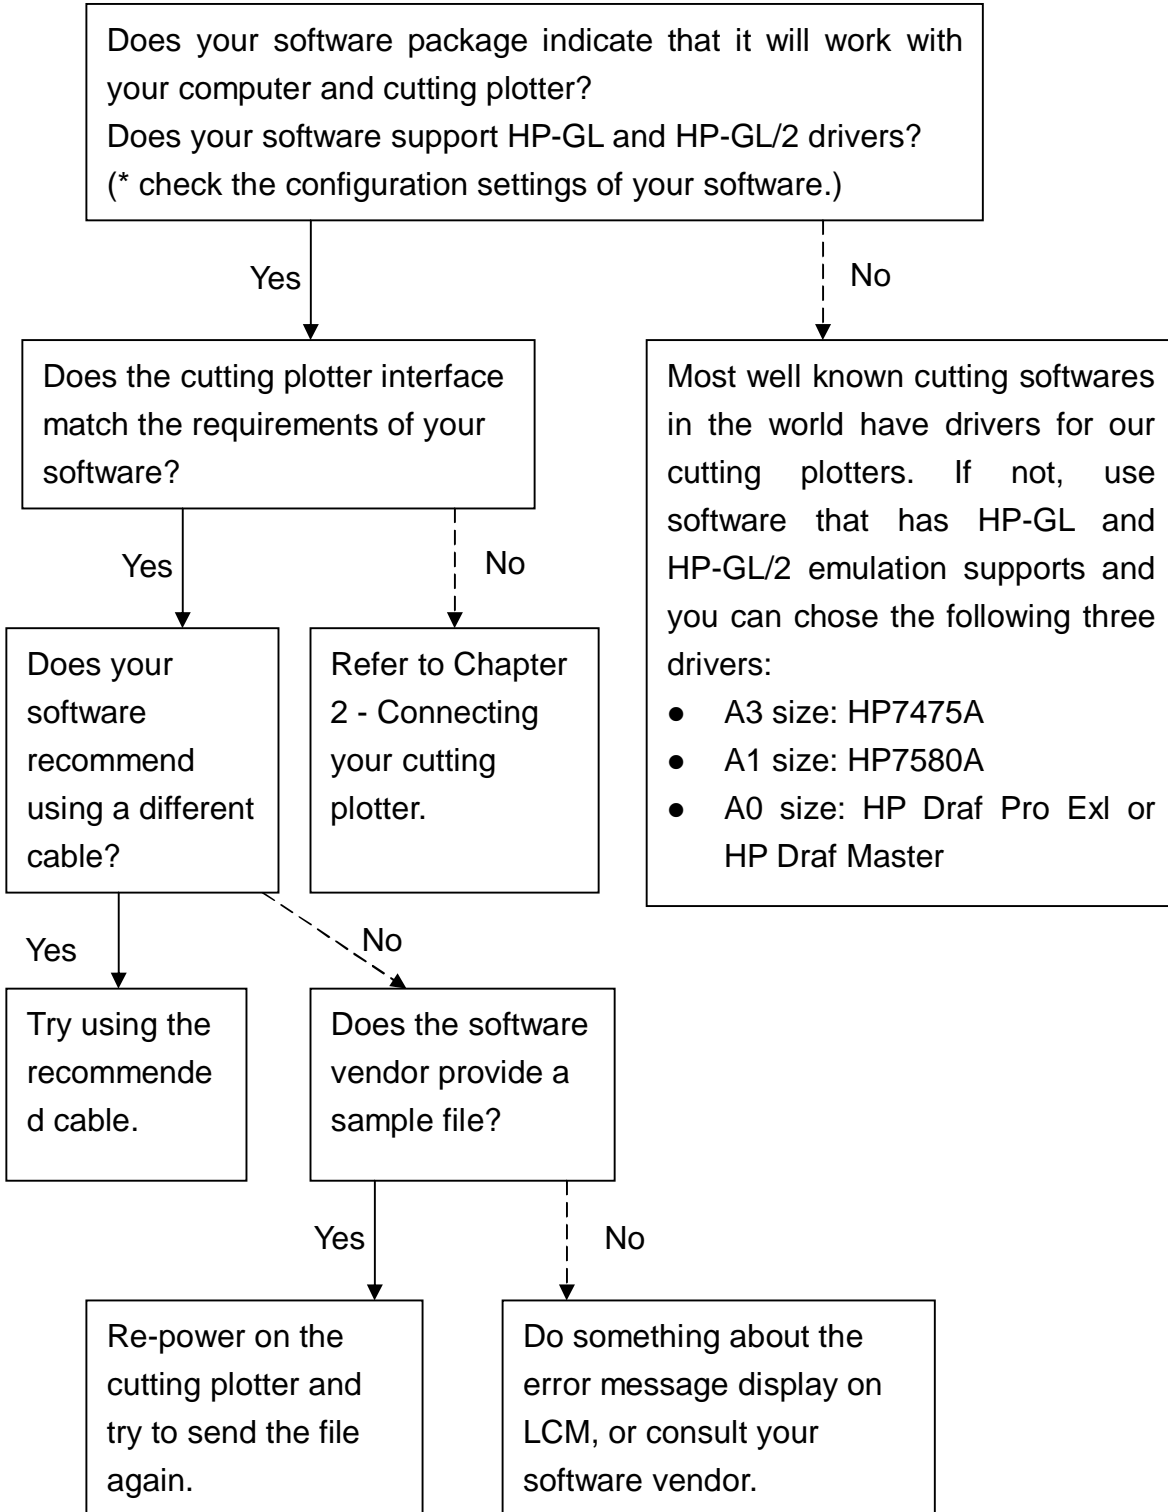 Does your software package indicate that it will work with
your computer and cutting plotter?
Does your software support HP-GL and HP-GL/2 drivers?
(* check the configuration settings of your software.)
Yes
No
Does the cutting plotter interface
match the requirements of your
software?
Most well known cutting softwares
in the world have drivers for our
cutting plotters. If not, use
software that has HP-GL and
HP-GL/2 emulation supports and
you can chose the following three
drivers:
● A3 size: HP7475A
● A1 size: HP7580A
● A0 size: HP Draf Pro Exl or
HP Draf Master
Yes
No
Does your
software
recommend
using a different
cable?
Refer to Chapter
2 - Connecting
your cutting
plotter.
Yes
No
Try using the
recommende
d cable.
Does the software
vendor provide a
sample file?
Yes
No
Re-power on the
cutting plotter and
try to send the file
again.
Do something about the
error message display on
LCM, or consult your
software vendor.